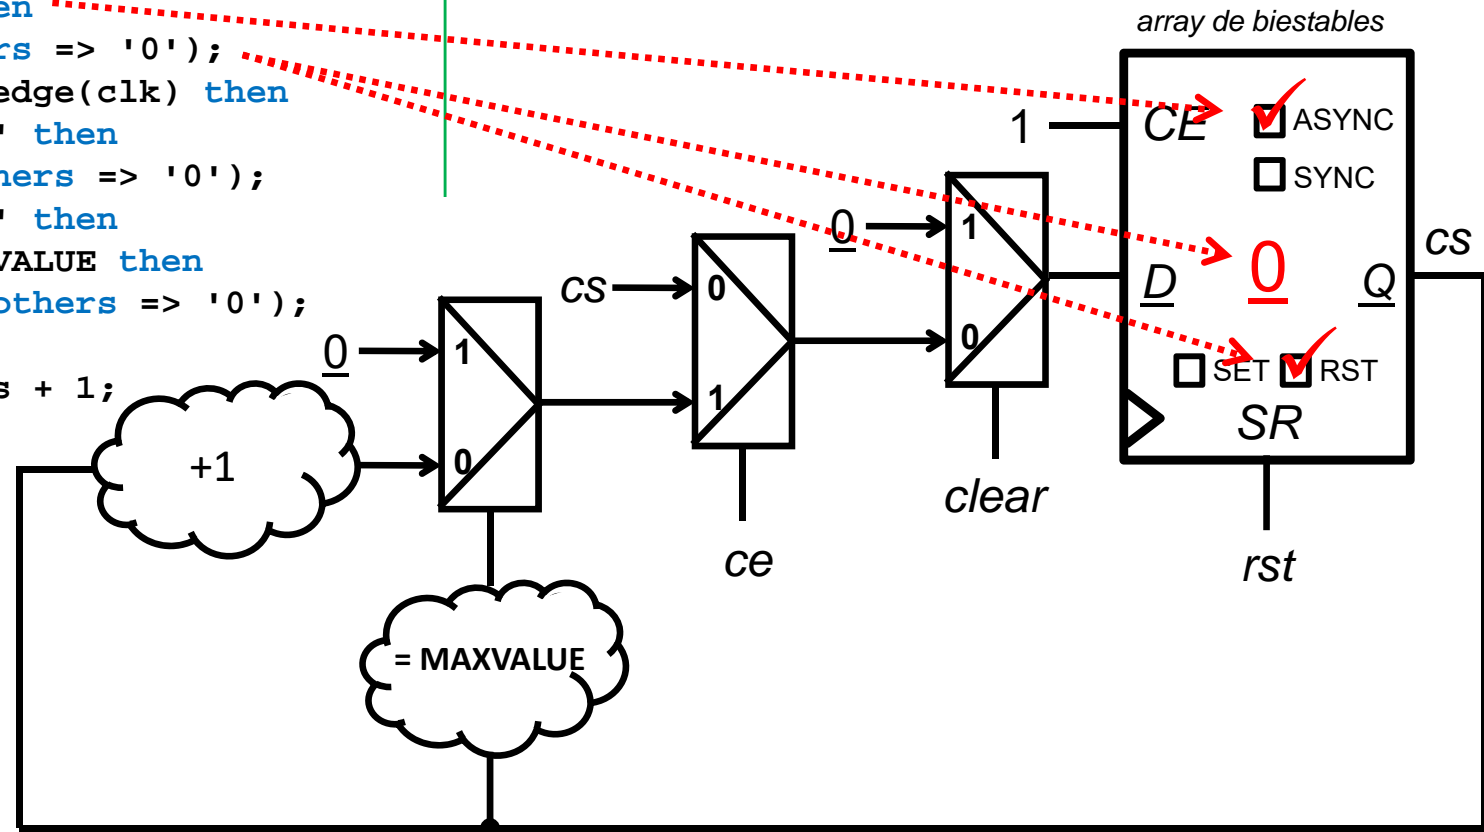 en
rs => '0');
edge(clk) then
' then
hers => '0');
' then
VALUE then
others => '0');
s + 1;
array de biestables
1
CE
ASYNC
SYNC
0
1
cs
D
0
Q
cs
0
0
0
1
0
SET
RST
1
SR
+1
0
clear
ce
rst
= MAXVALUE